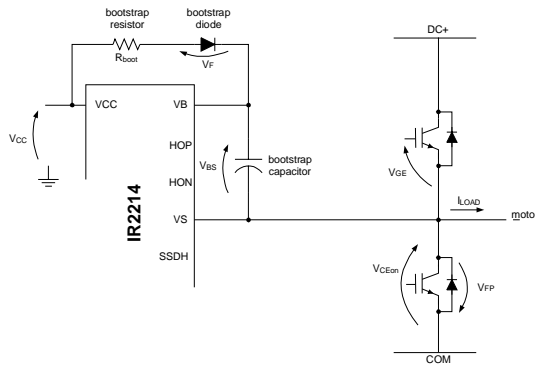 bootstrap resistor
bootstrap diode
DC+
Rboot
VF
VCC
VCC
VB
HOP
VBS
bootstrap capacitor
HON
VGE
ILOAD
IR2214
VS
moto
SSDH
VCEon
VFP
COM